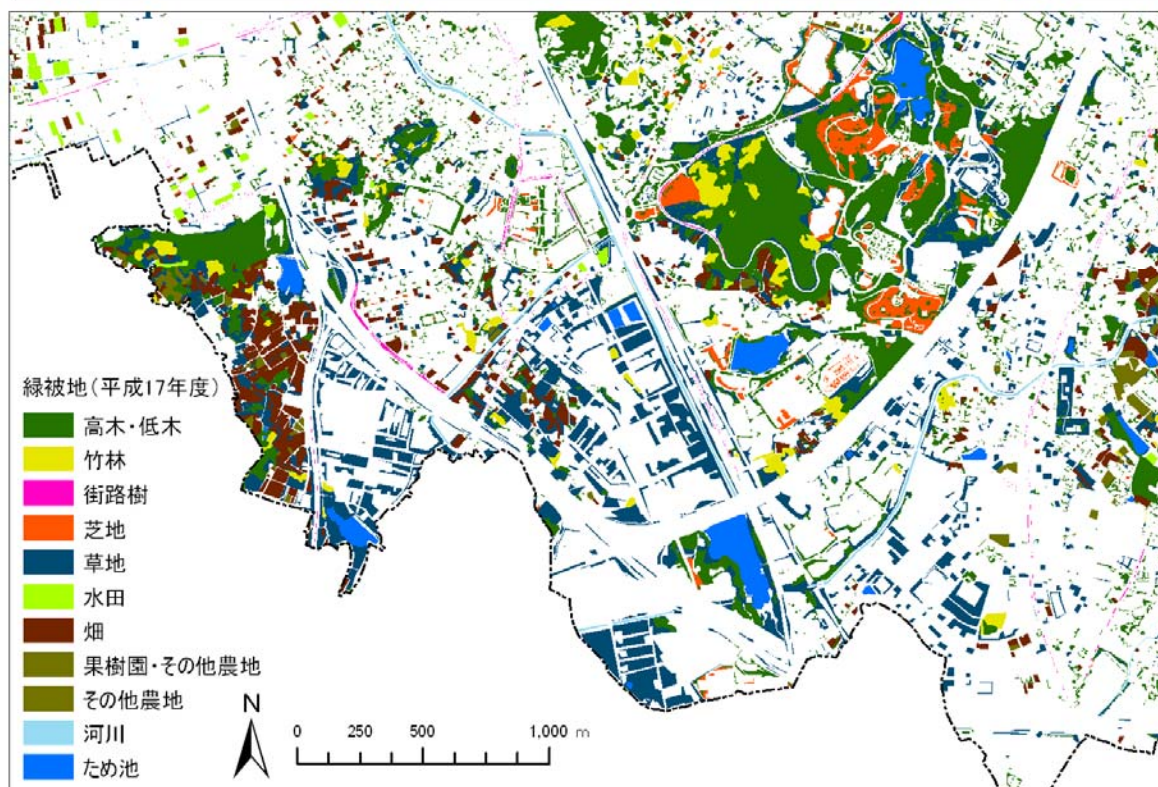 緑被地(平成17年度)
高木・低木
竹林
街路樹
芝地
草地
水田
畑
果樹園・その他農地
その他農地
河川
ため池
N
0 250 500 1,000 m